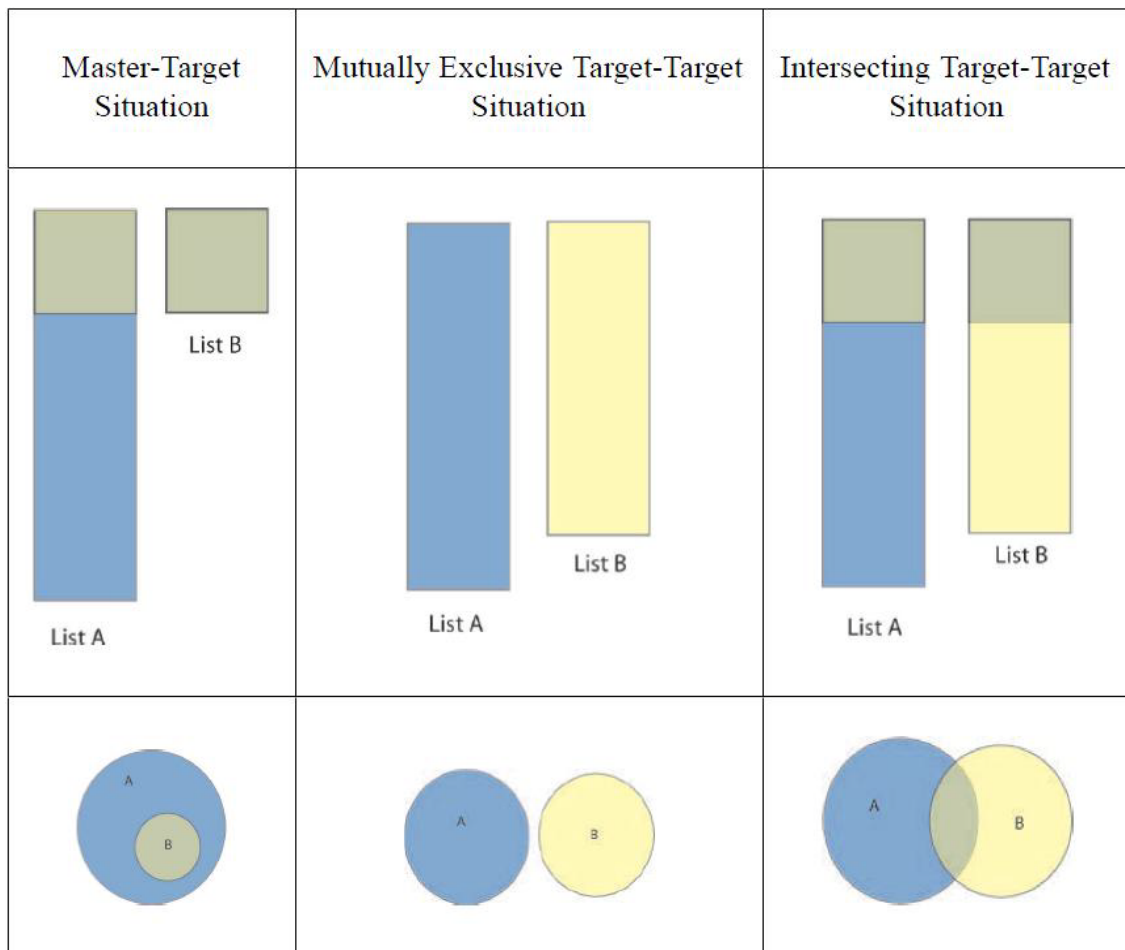 Master-Target
Situation
Mutually Exclusive Target-Target
Situation
Intersecting Target-Target
Situation
List B
List A
List B
List A
List B
List A
A
B
A
B
A
B